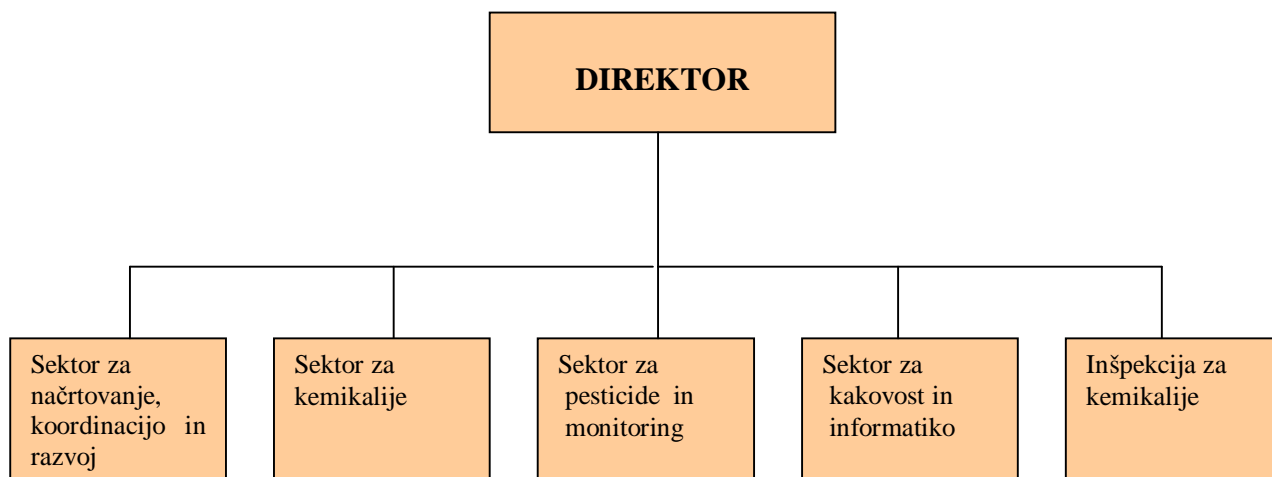 DIREKTOR
Sektor za
načrtovanje,
koordinacijo in
razvoj
Sektor za
kemikalije
Sektor za
pesticide in
monitoring
Sektor za
kakovost in
informatiko
Inšpekcija za
kemikalije